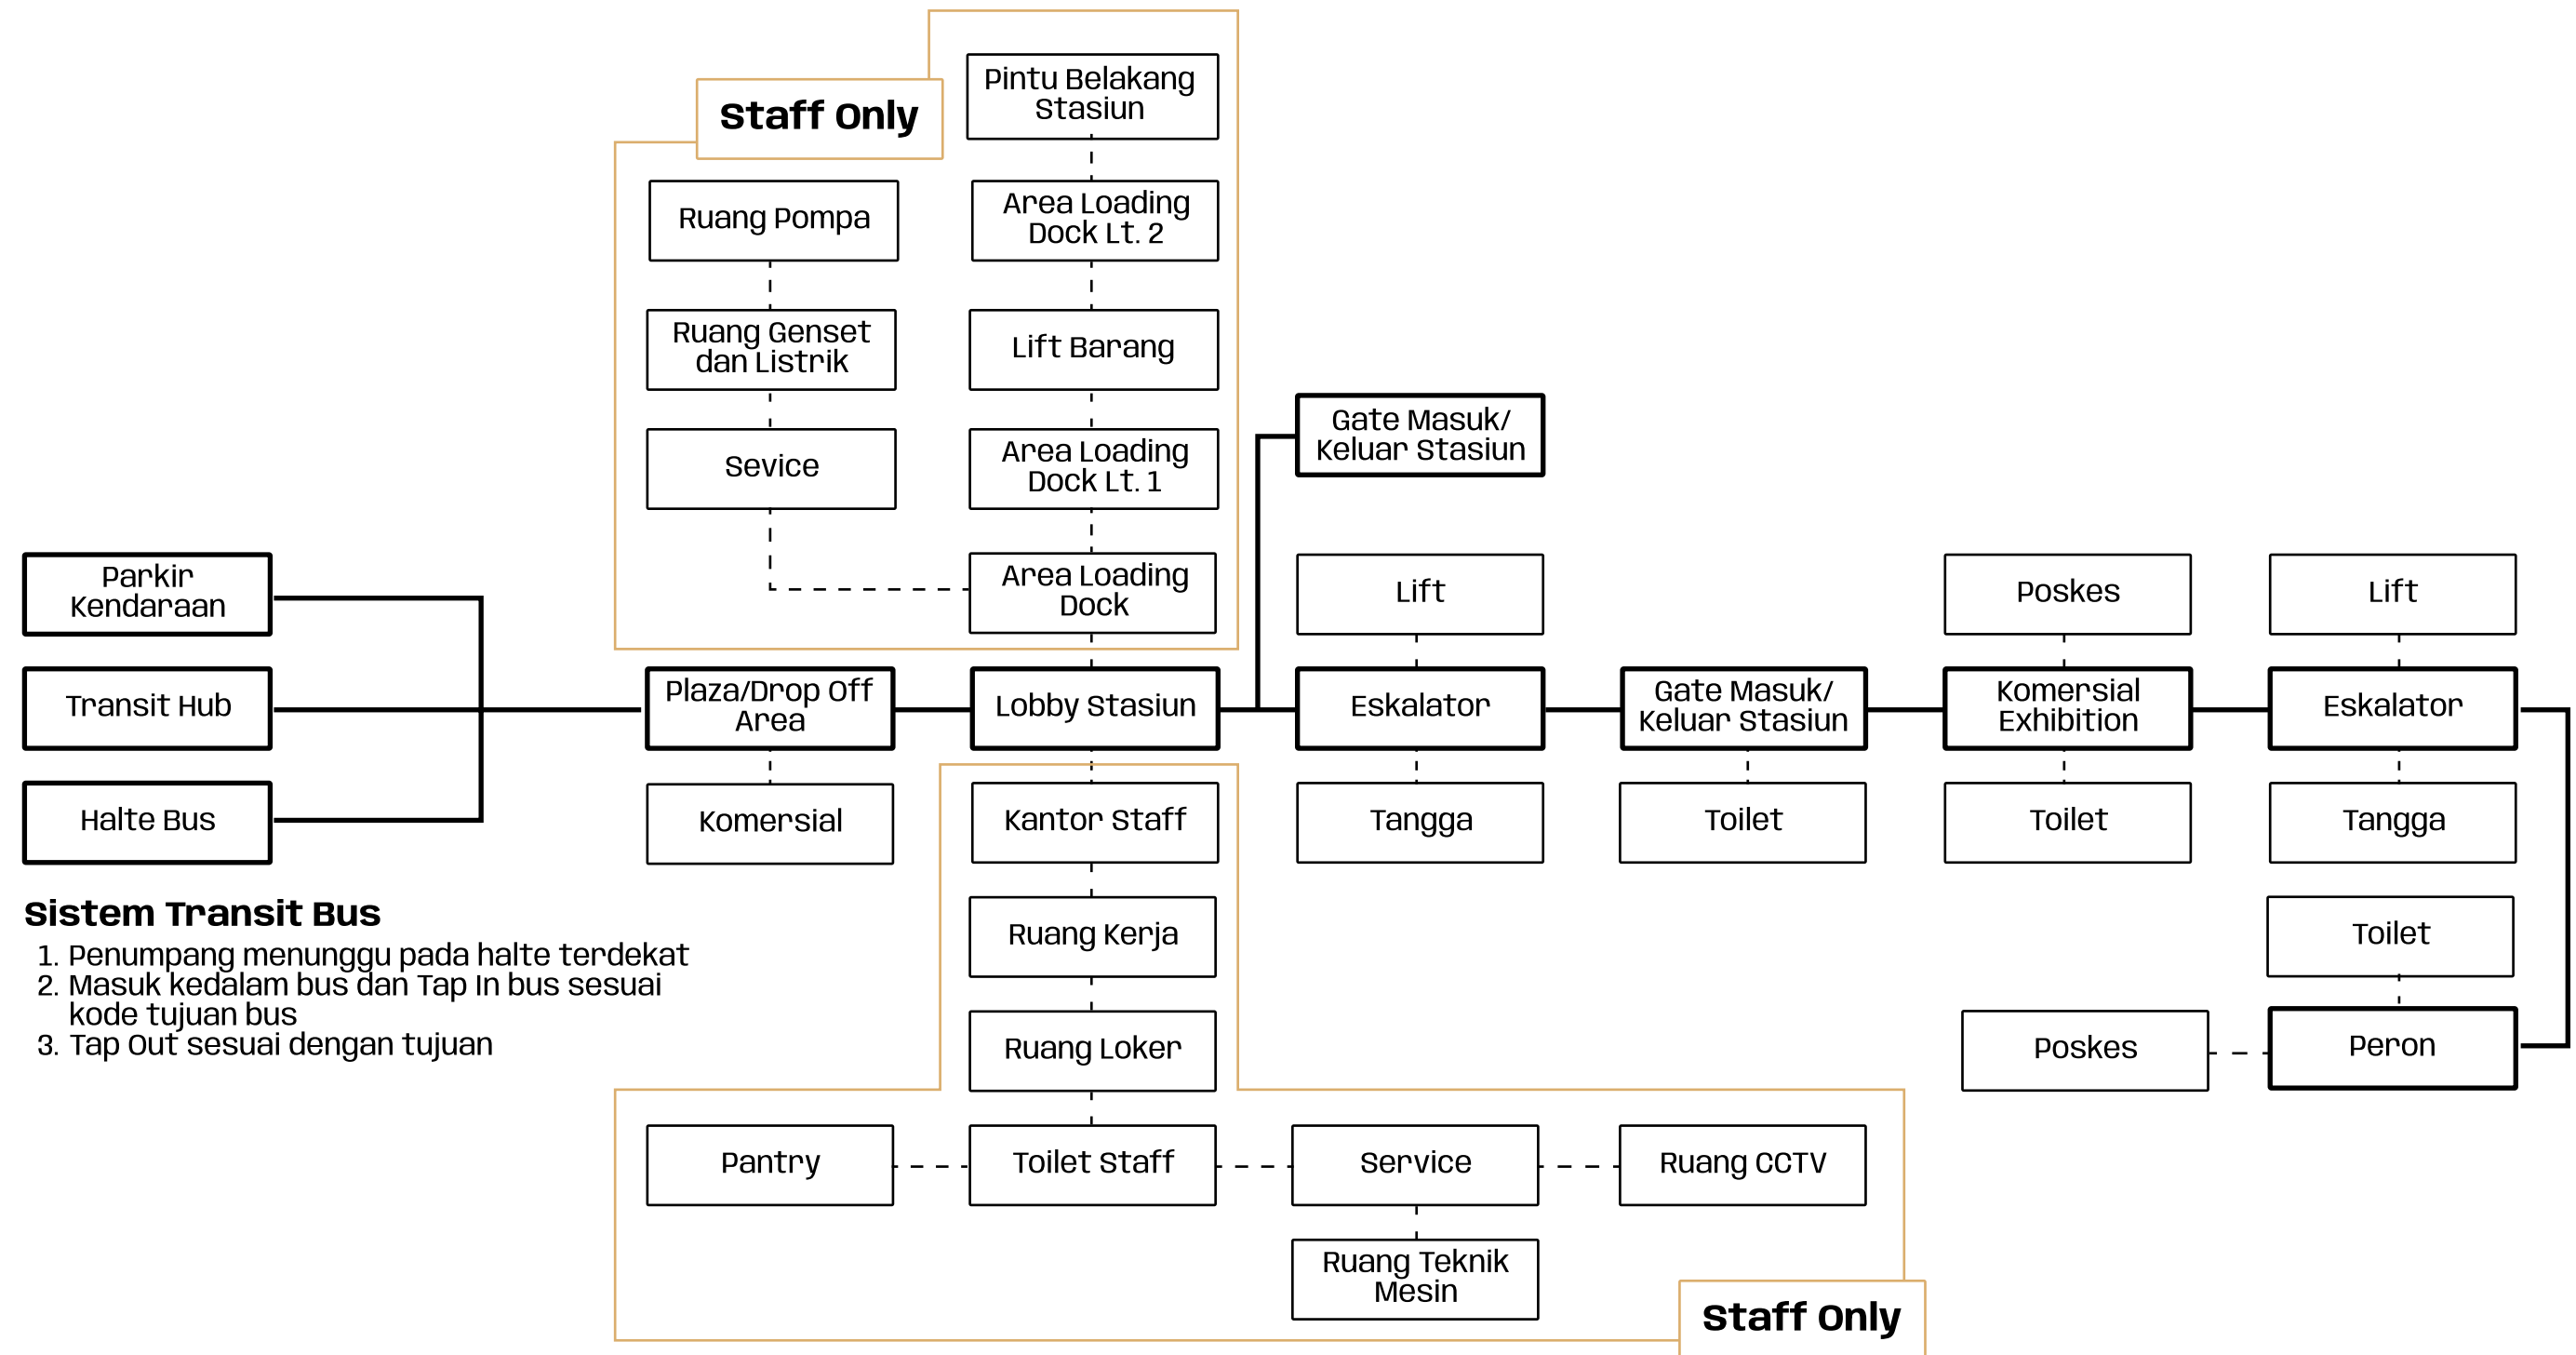 Pintu Belakang
Stasiun
Staff Only
Ruang Pompa
Area Loading
Dock Lt. 2
Ruang Genset
dan Listrik
Lift Barang
Sevice
Area Loading
Dock Lt. 1
Gate Masuk/
Keluar Stasiun
Parkir
Kendaraan
Area Loading
Dock
Lift
Poskes
Lift
Transit Hub
Plaza/Drop Off
Area
Lobby Stasiun
Eskalator
Gate Masuk/
Keluar Stasiun
Komersial
Exhibition
Eskalator
Halte Bus
Komersial
Kantor Staff
Tangga
Toilet
Toilet
Tangga
Sistem Transit Bus
1. Penumpang menunggu pada halte terdekat
2. Masuk kedalam bus dan Tap In bus sesuai
kode tujuan bus
3. Tap Out sesuai dengan tujuan
Ruang Kerja
Toilet
Ruang Loker
Poskes
Peron
Pantry
Toilet Staff
Service
Ruang CCTV
Ruang Teknik
Mesin
Staff Only